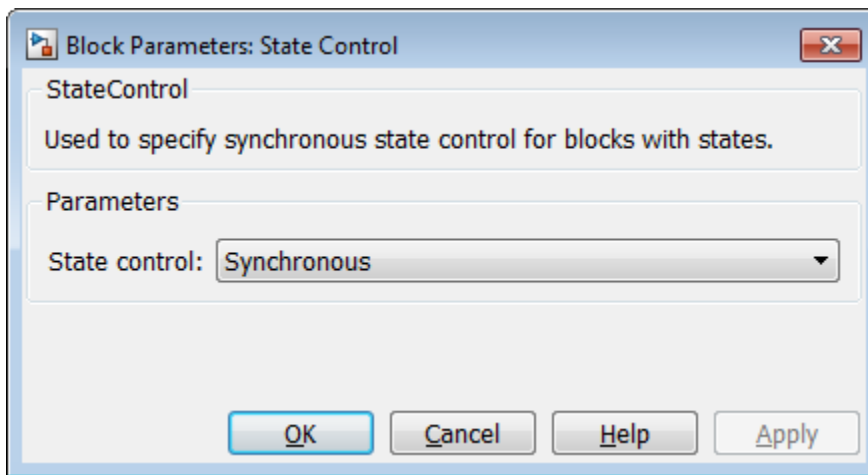 Block Parameters: State Control
StateControl
Used to specify synchronous state control for blocks with states.
Parameters
State control: Synchronous
OK Cancel Help Apply